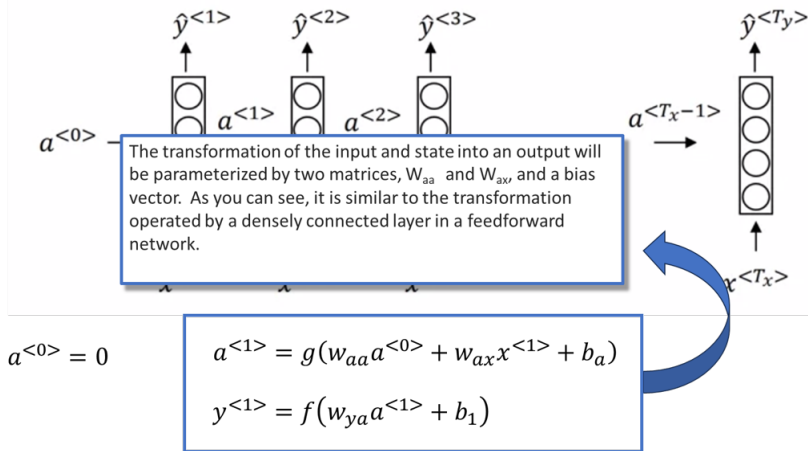 ŷ<1> ŷ<2> ŷ<3> ŷ<Ty>
a<0> a<1> a<2> a<Tx−1>
The transformation of the input and state into an output will
be parameterized by two matrices, Waa and Wax, and a bias
vector. As you can see, it is similar to the transformation
operated by a densely connected layer in a feedforward
network.
x<Tx>
a<0> = 0
a<1> = g(waaa<0> + waxx<1> + ba)
y<1> = f(wyaa<1> + b1)